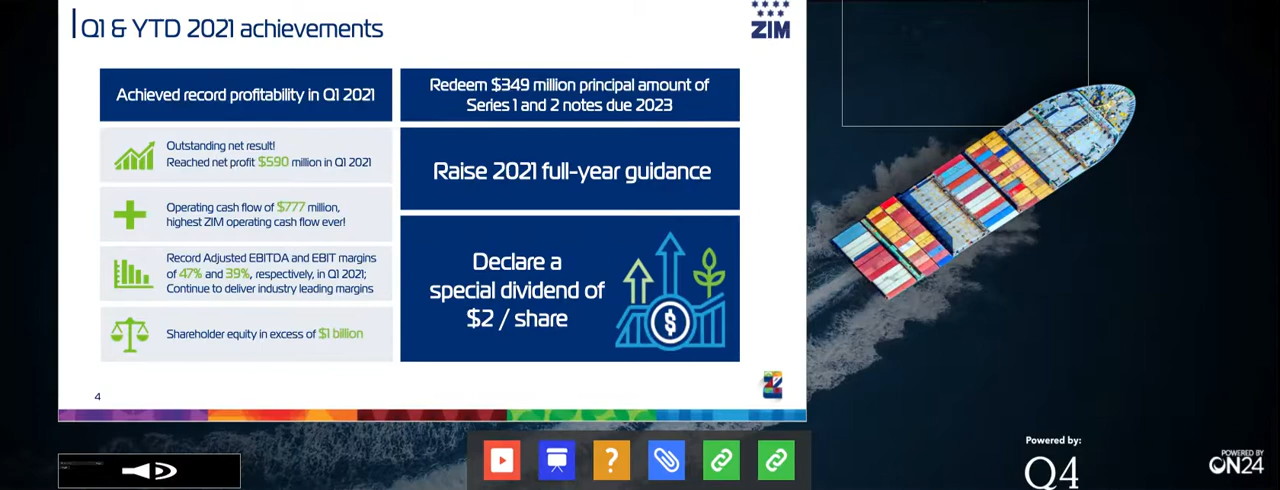 Q1 & YTD 2021 achievements
ZIM
Achieved record profitability in Q1 2021
Outstanding net result!
Reached net profit $590 million in Q1 2021
Operating cash flow of $777 million,
highest ZIM operating cash flow ever!
Record Adjusted EBITDA and EBIT margins
of 47% and 39%, respectively, in Q1 2021;
Continue to deliver industry leading margins
Shareholder equity in excess of $1 billion
Redeem $349 million principal amount of
Series 1 and 2 notes due 2023
Raise 2021 full-year guidance
Declare a
special dividend of
$2 / share
$
4
Z
?
Powered by:
Q4
POWERED BY
ON24